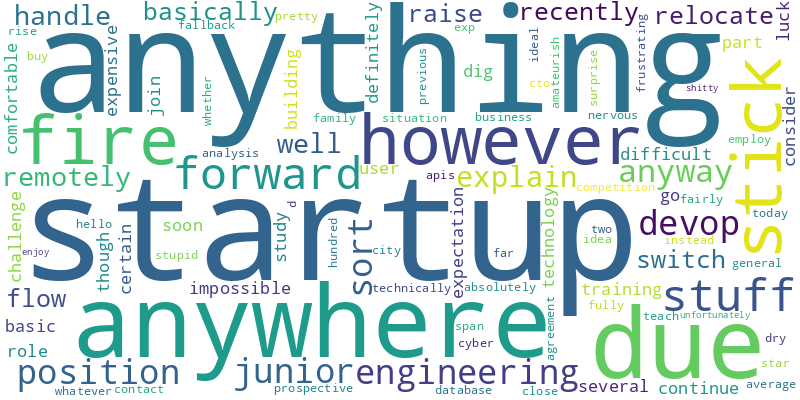 handle
basically
fallback
pretty
raise
recently
relocate
luck
rise
buy
comfortable
expensive
anything
join
whether
building
definitely
previous
exp
dig
ideal
cto
amateurish
surprise
frustrating
shitty
part
stick
consider
fire
family
situation
business
nervous
employ
however
well
difficult
analysis
remotely
forward
user
apis
explain
competition
anyway
challenge
soon
stupid
hello
though
certain
startup
study
d
hundred
sort
city
technically
expectation
far
absolutely
technology
two
idea
go
fairly
devop
today
instead
switch
general
enjoy
flow
impossible
anywhere
span
cyber
agreement
training
fully
stuff
teach
unfortunately
basic
role
due
dry
star
position
junior
engineering
several
continue
average
whatever
contact
prospective
database
close